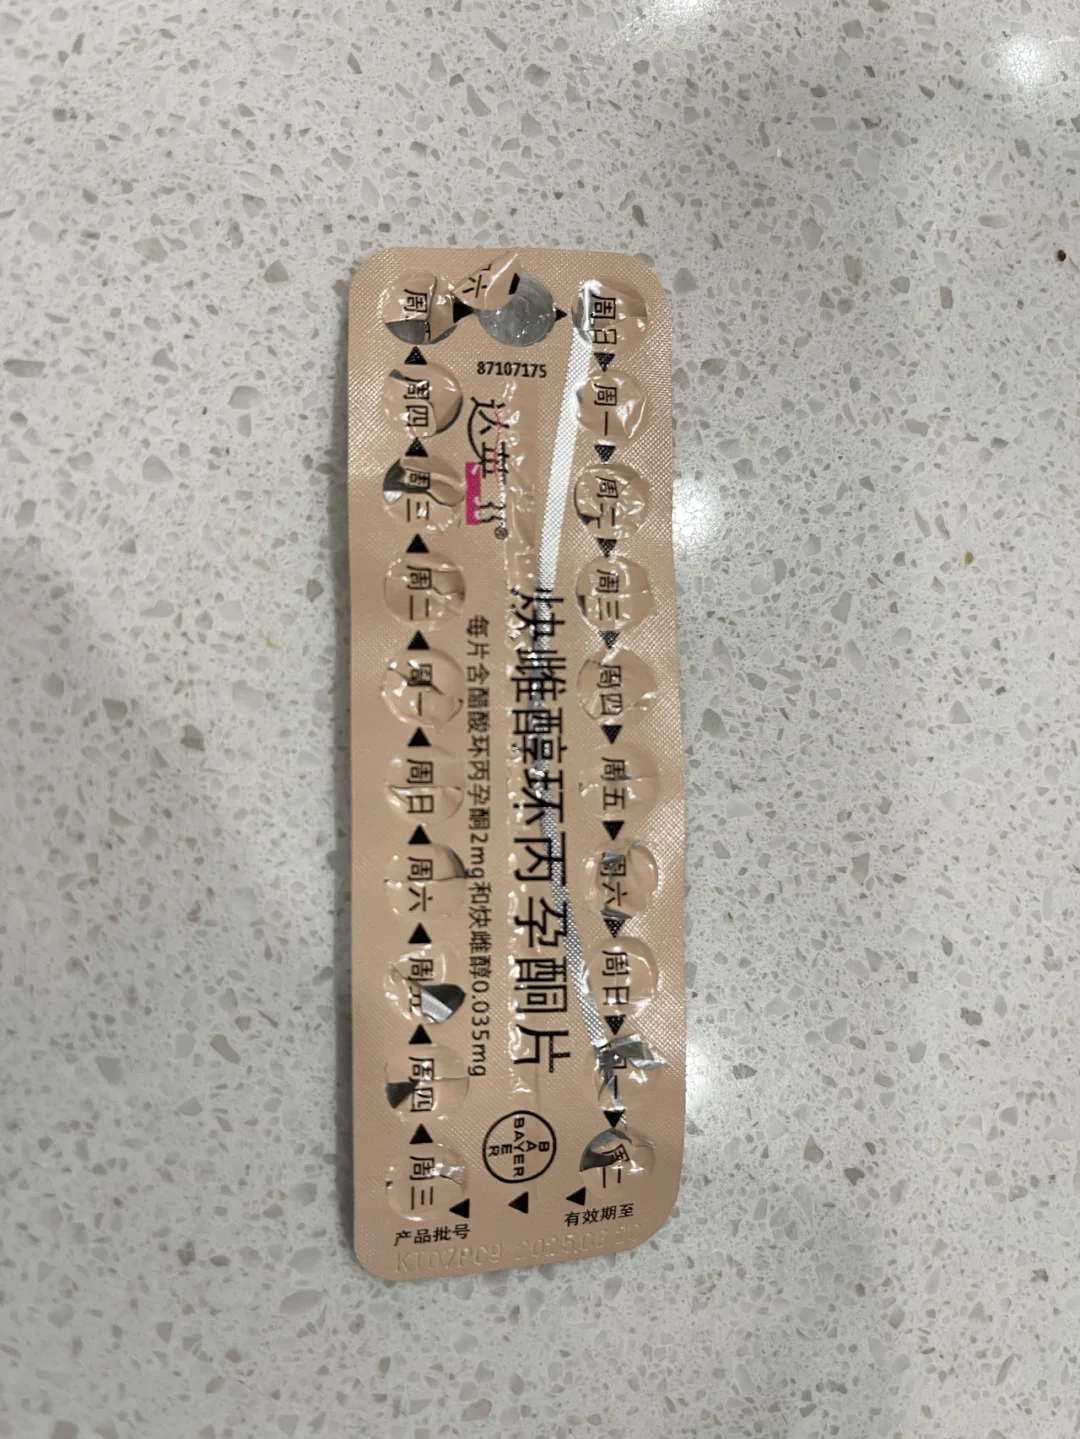 周日
周一
周二
周三
周四
周五
周六
周日
周一
周二
周三
周四
周五
周六
周日
周一
周二
周三
周四
六
87107175
达英
®
炔雌醇环丙孕酮片
每片含醋酸环丙孕酮2mg和炔雌醇0.035mg
BAYER
BAYER
产品批号
有效期至
KT07PC9